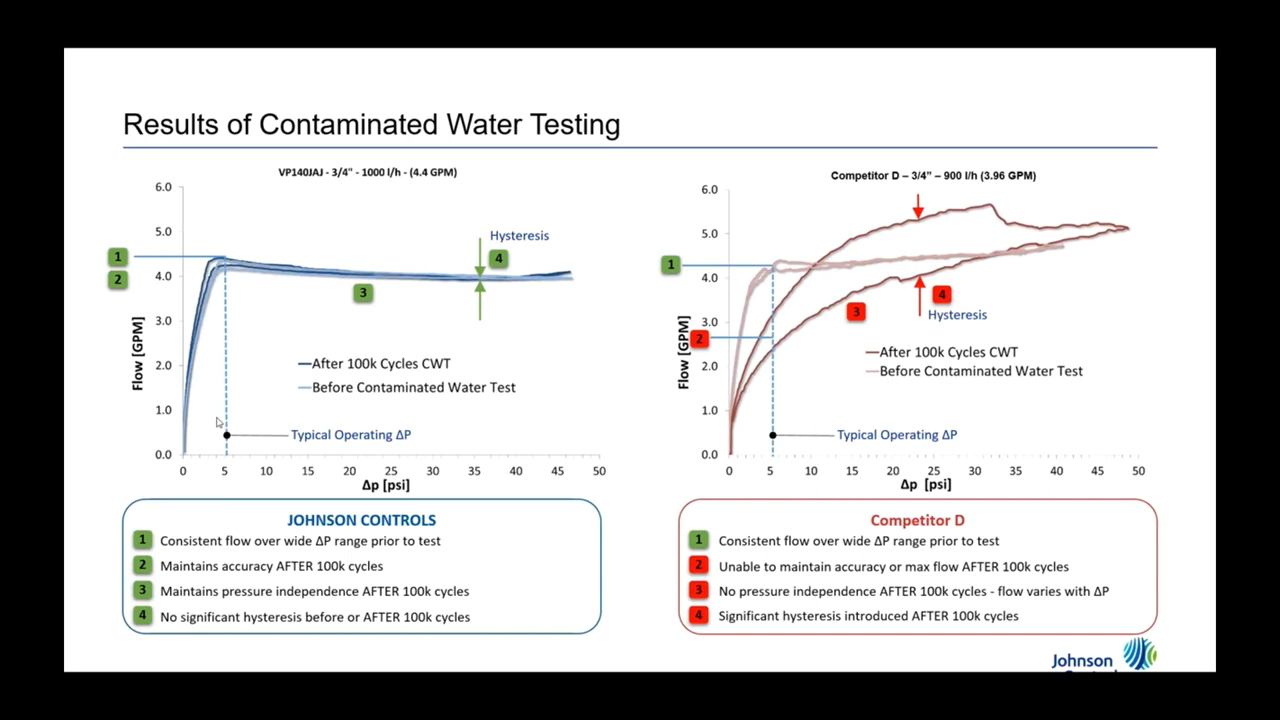 Results of Contaminated Water Testing
VP140JAJ - 3/4" - 1000 l/h - (4.4 GPM)
6.0
5.0
4.0
3.0
2.0
1.0
0.0
Flow [GPM]
1
2
Hysteresis
4
3
After 100k Cycles CWT
Before Contaminated Water Test
Typical Operating ΔP
0 5 10 15 20 25 30 35 40 45 50
Δp [psi]
Competitor D – 3/4" – 900 l/h (3.96 GPM)
6.0
5.0
4.0
3.0
2.0
1.0
0.0
Flow [GPM]
1
2
3
4
Hysteresis
After 100k Cycles CWT
Before Contaminated Water Test
Typical Operating ΔP
0 5 10 15 20 25 30 35 40 45 50
Δp [psi]
JOHNSON CONTROLS
1 Consistent flow over wide ΔP range prior to test
2 Maintains accuracy AFTER 100k cycles
3 Maintains pressure independence AFTER 100k cycles
4 No significant hysteresis before or AFTER 100k cycles
Competitor D
1 Consistent flow over wide ΔP range prior to test
2 Unable to maintain accuracy or max flow AFTER 100k cycles
3 No pressure independence AFTER 100k cycles - flow varies with ΔP
4 Significant hysteresis introduced AFTER 100k cycles
Johnson